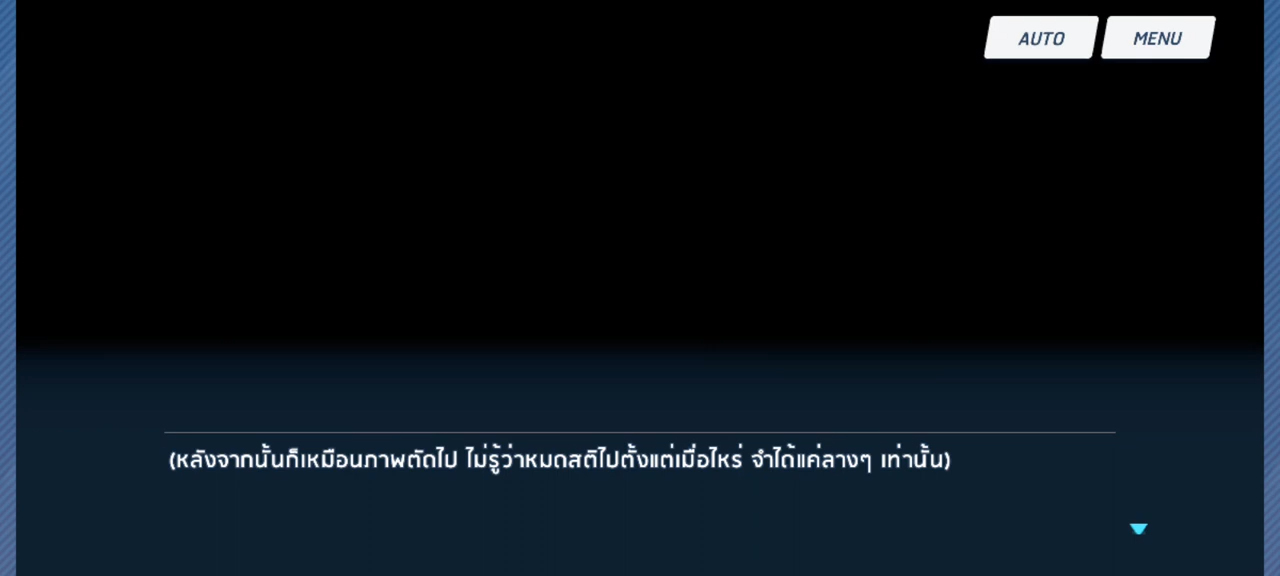 AUTO
MENU
(หลังจากนั้นก็เหมือนภาพตัดไป ไม่รู้ว่าหมดสติไปตั้งแต่เมื่อไหร่ จำได้แค่ลางๆ เท่านั้น)